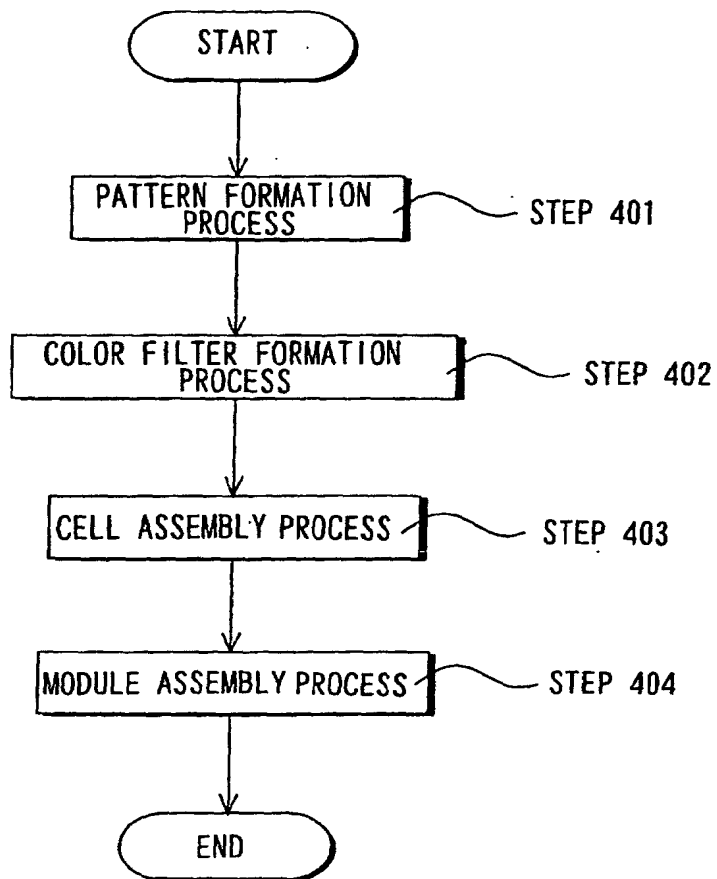 START
PATTERN FORMATION
PROCESS
STEP 401
COLOR FILTER FORMATION
PROCESS
STEP 402
CELL ASSEMBLY PROCESS
STEP 403
MODULE ASSEMBLY PROCESS
STEP 404
END